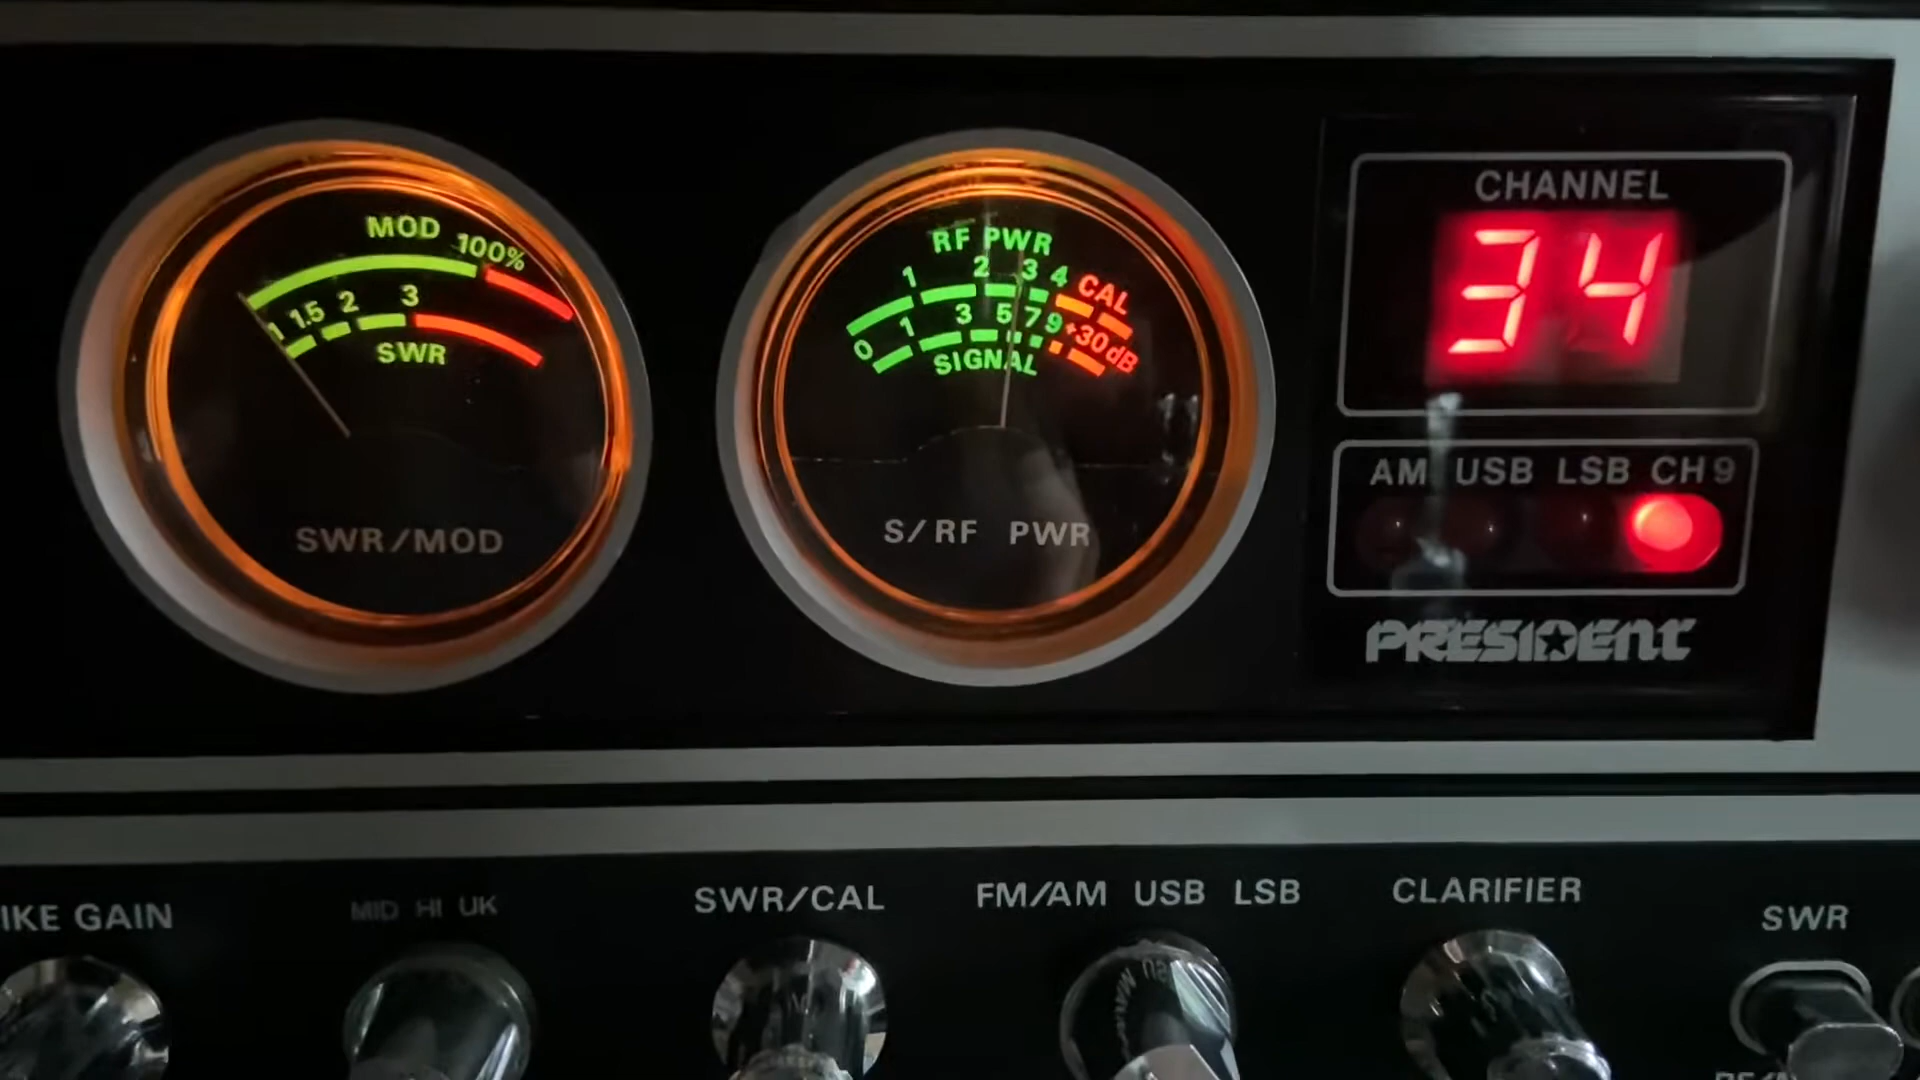 MOD 100%
1 1.5 2 3
SWR
SWR/MOD
RF PWR
1 2 3 4 CAL
0 1 3 5 7 9 +30dB
SIGNAL
S/RF PWR
CHANNEL
34
AM USB LSB CH9
PRESIDENT
IKE GAIN
MID HI UK
SWR/CAL
FM/AM USB LSB
CLARIFIER
SWR